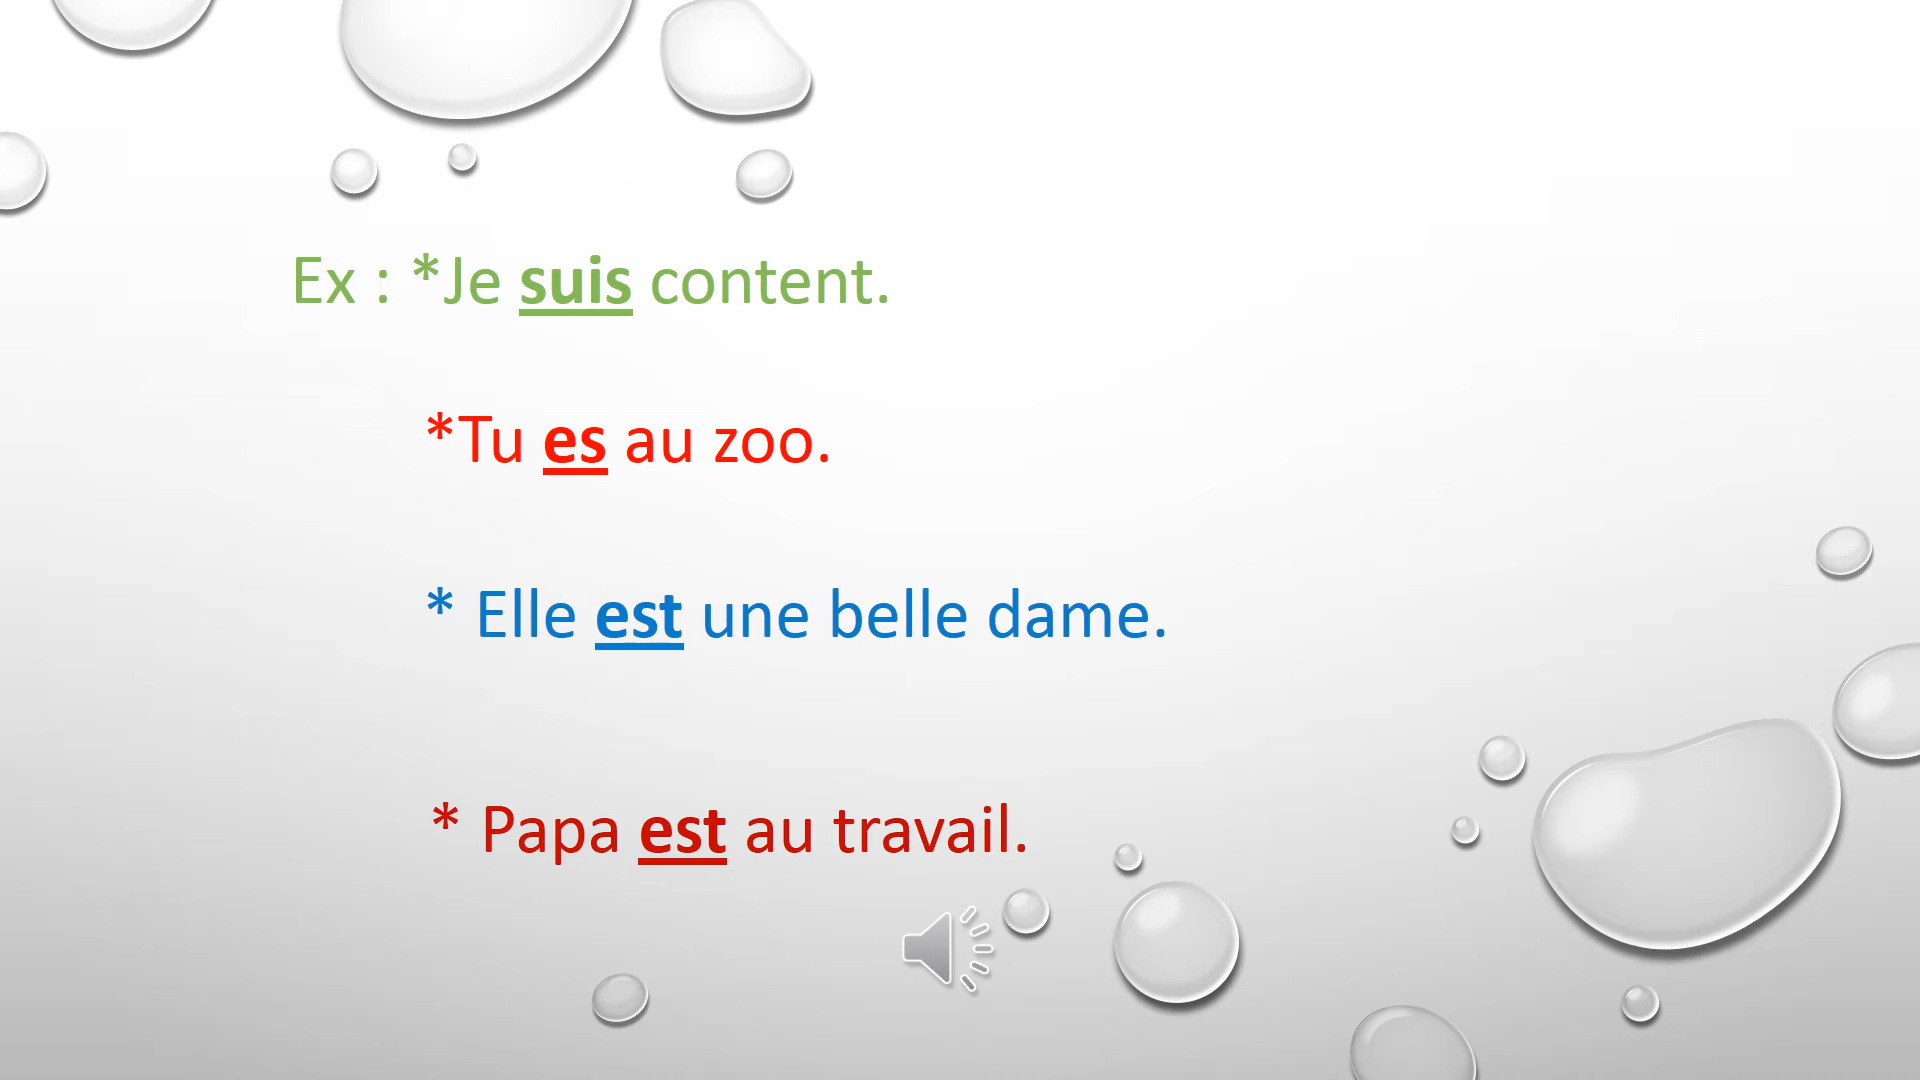 Ex : *Je suis content.
*Tu es au zoo.
* Elle est une belle dame.
* Papa est au travail.